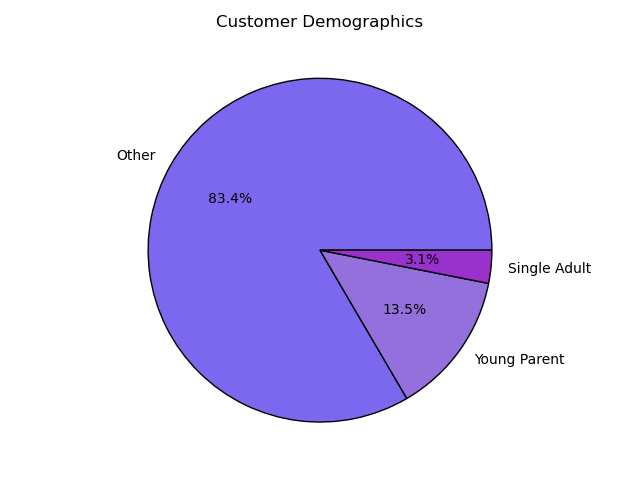 Customer Demographics
Other
83.4%
3.1%
Single Adult
13.5%
Young Parent